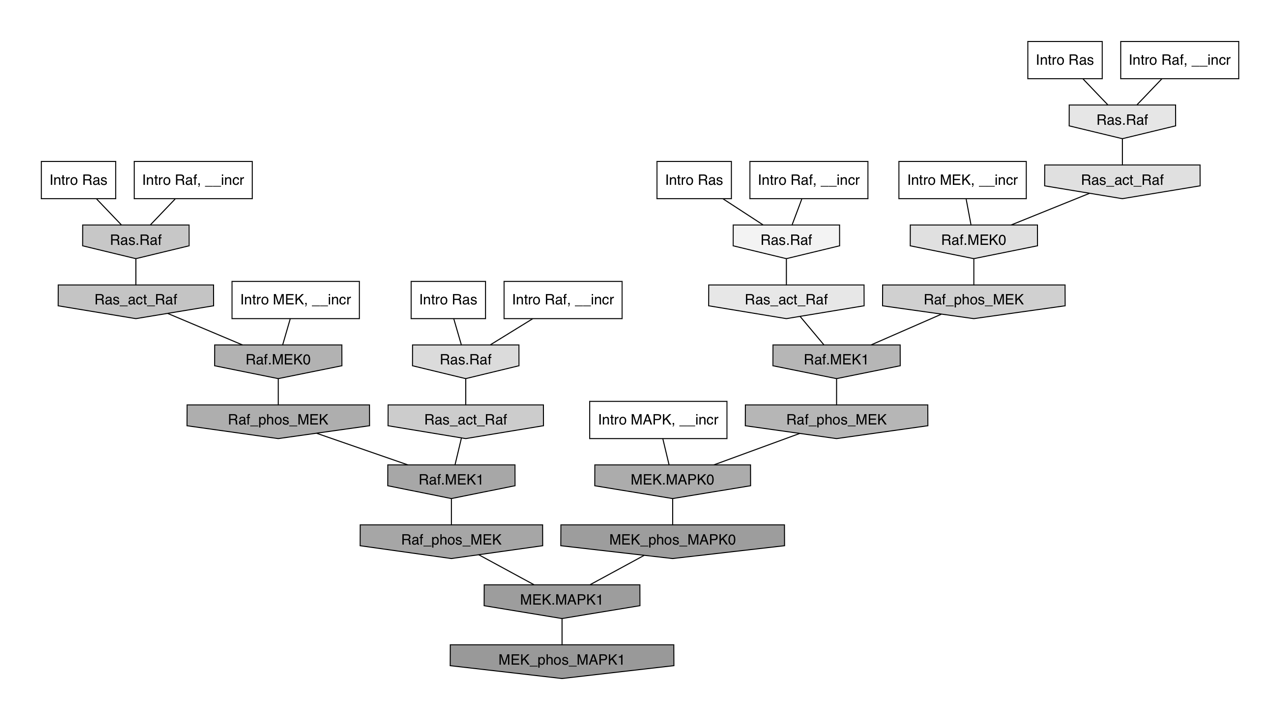 Intro Ras
Intro Raf, __incr
Ras.Raf
Intro Ras
Intro Raf, __incr
Intro Ras
Intro Raf, __incr
Intro MEK, __incr
Ras_act_Raf
Ras.Raf
Ras.Raf
Raf.MEK0
Ras_act_Raf
Intro MEK, __incr
Intro Ras
Intro Raf, __incr
Ras_act_Raf
Raf_phos_MEK
Raf.MEK0
Ras.Raf
Raf.MEK1
Raf_phos_MEK
Ras_act_Raf
Intro MAPK, __incr
Raf_phos_MEK
Raf.MEK1
MEK.MAPK0
Raf_phos_MEK
MEK_phos_MAPK0
MEK.MAPK1
MEK_phos_MAPK1